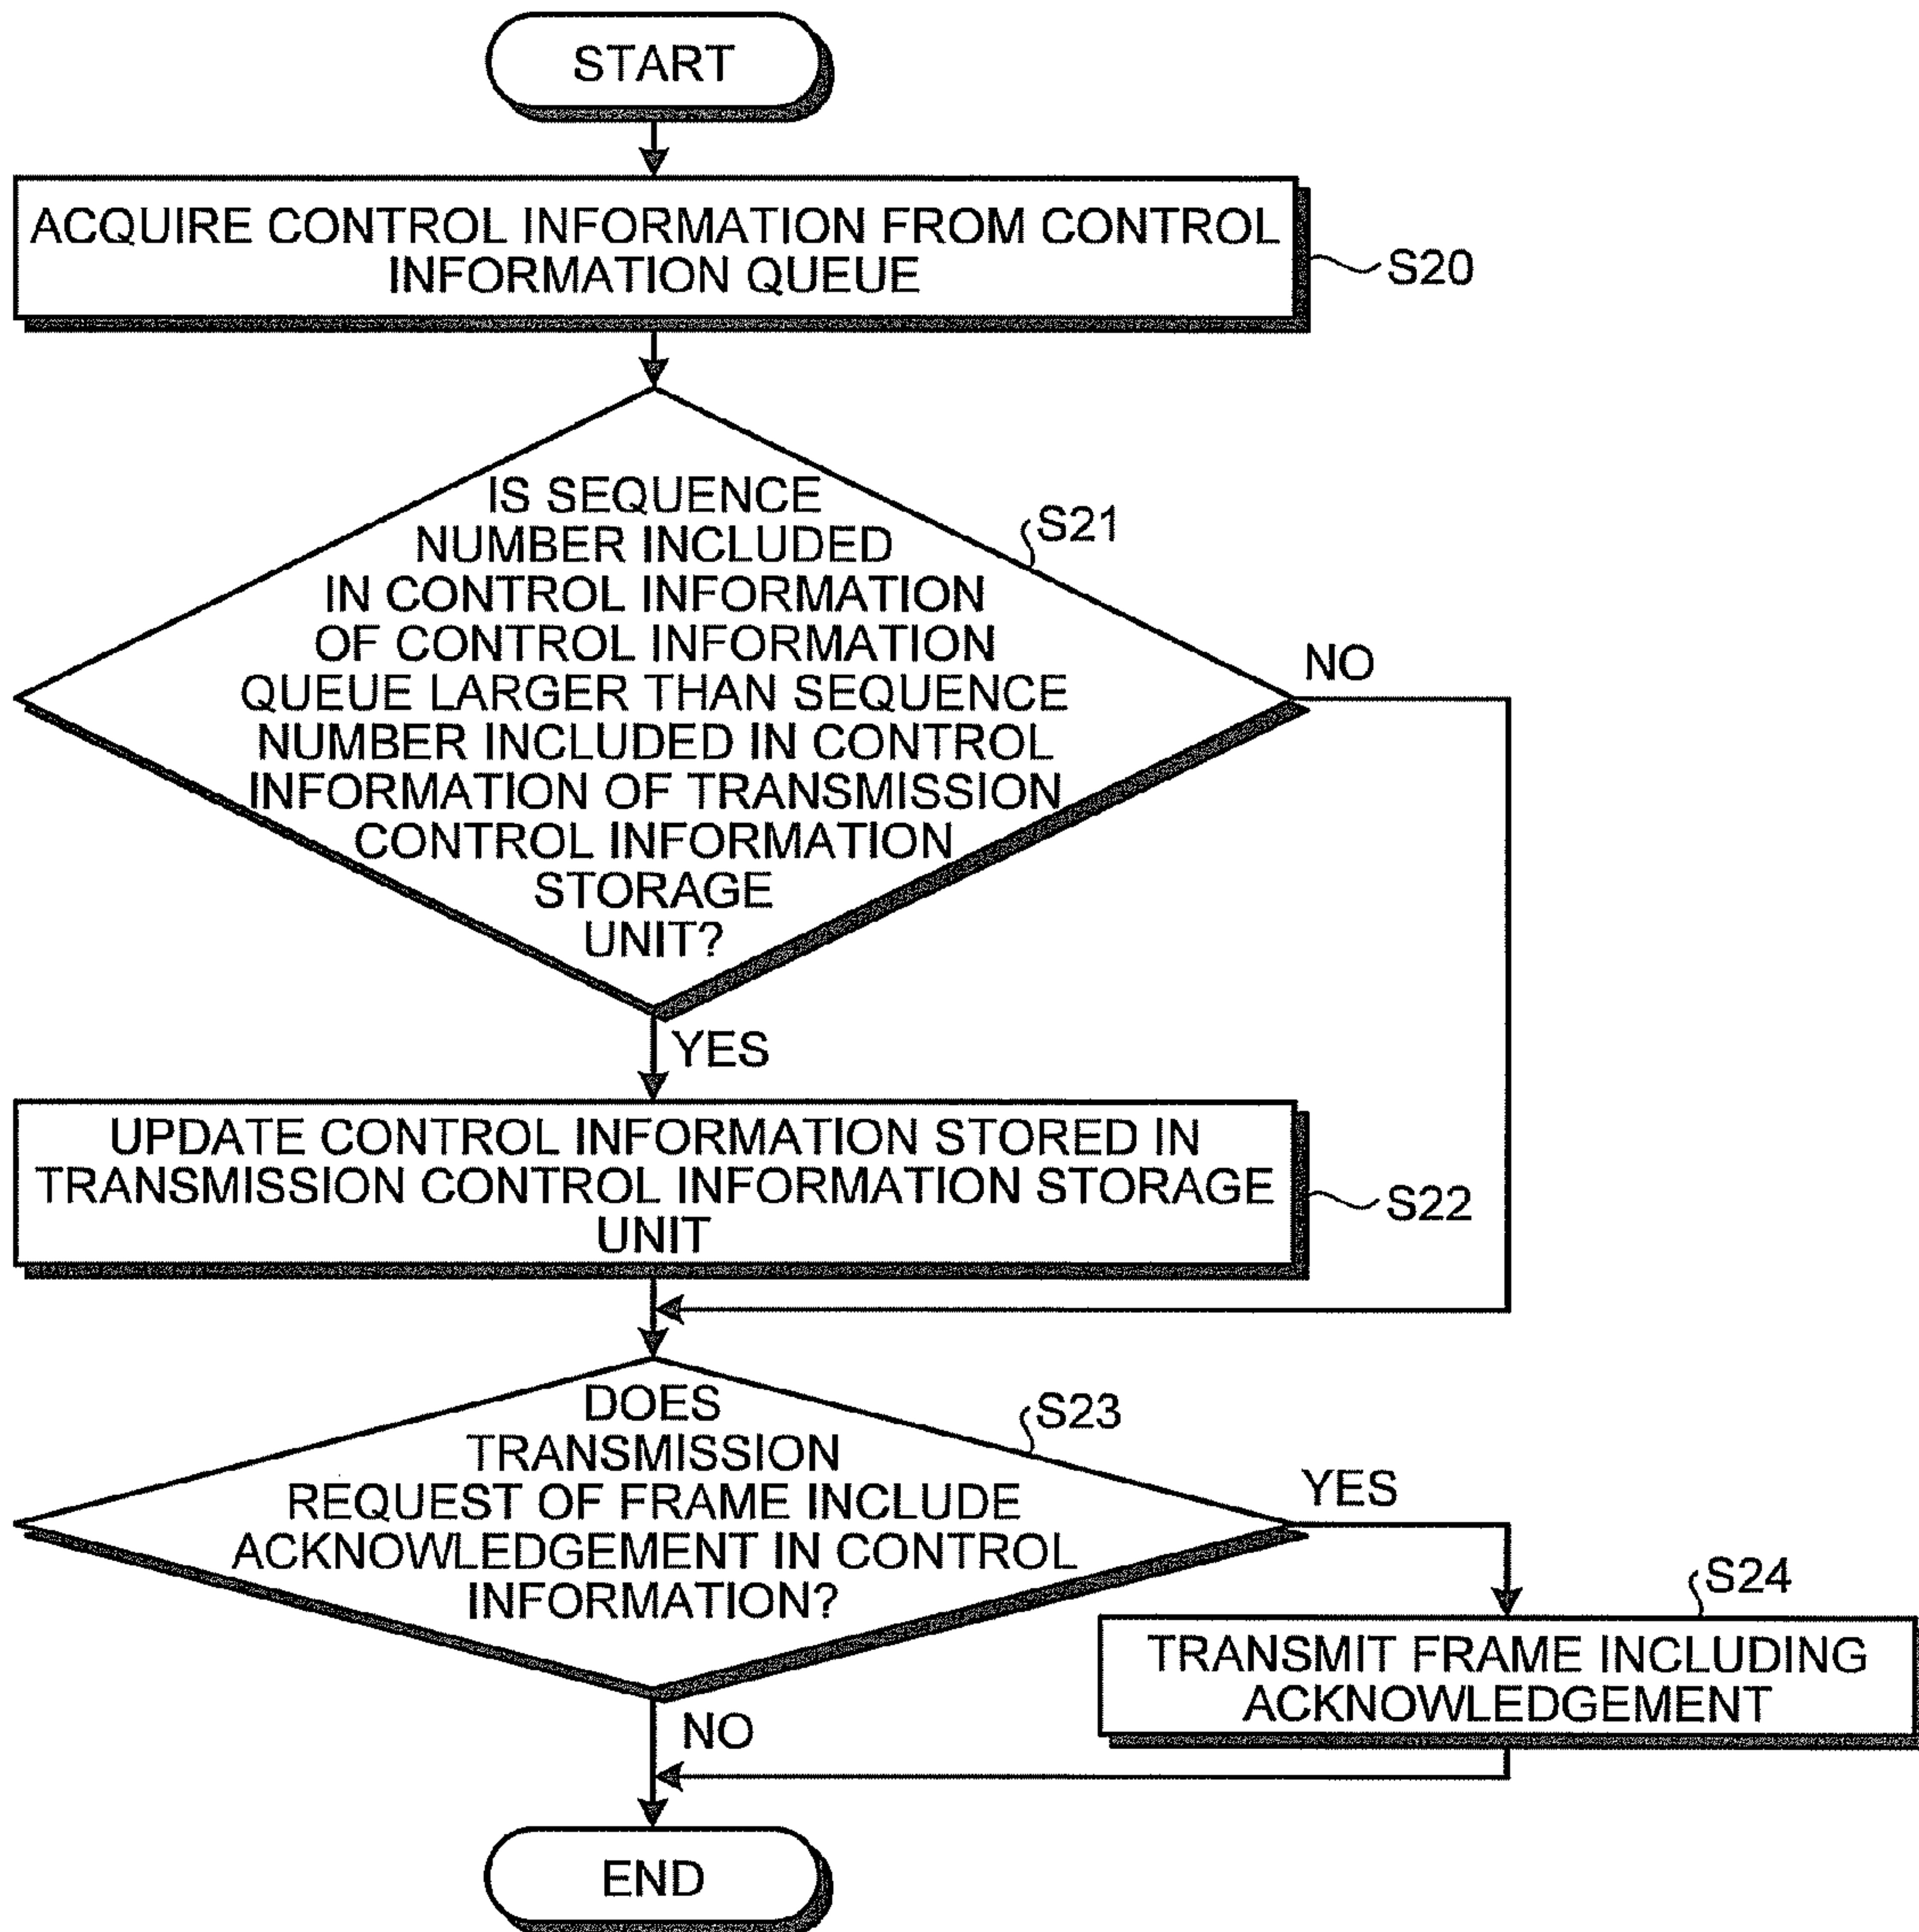 START
ACQUIRE CONTROL INFORMATION FROM CONTROL
INFORMATION QUEUE
S20
IS SEQUENCE
NUMBER INCLUDED
IN CONTROL INFORMATION
OF CONTROL INFORMATION
QUEUE LARGER THAN SEQUENCE
NUMBER INCLUDED IN CONTROL
INFORMATION OF TRANSMISSION
CONTROL INFORMATION
STORAGE
UNIT?
S21
NO
YES
UPDATE CONTROL INFORMATION STORED IN
TRANSMISSION CONTROL INFORMATION STORAGE
UNIT
S22
DOES
TRANSMISSION
REQUEST OF FRAME INCLUDE
ACKNOWLEDGEMENT IN CONTROL
INFORMATION?
S23
YES
S24
TRANSMIT FRAME INCLUDING
ACKNOWLEDGEMENT
NO
END